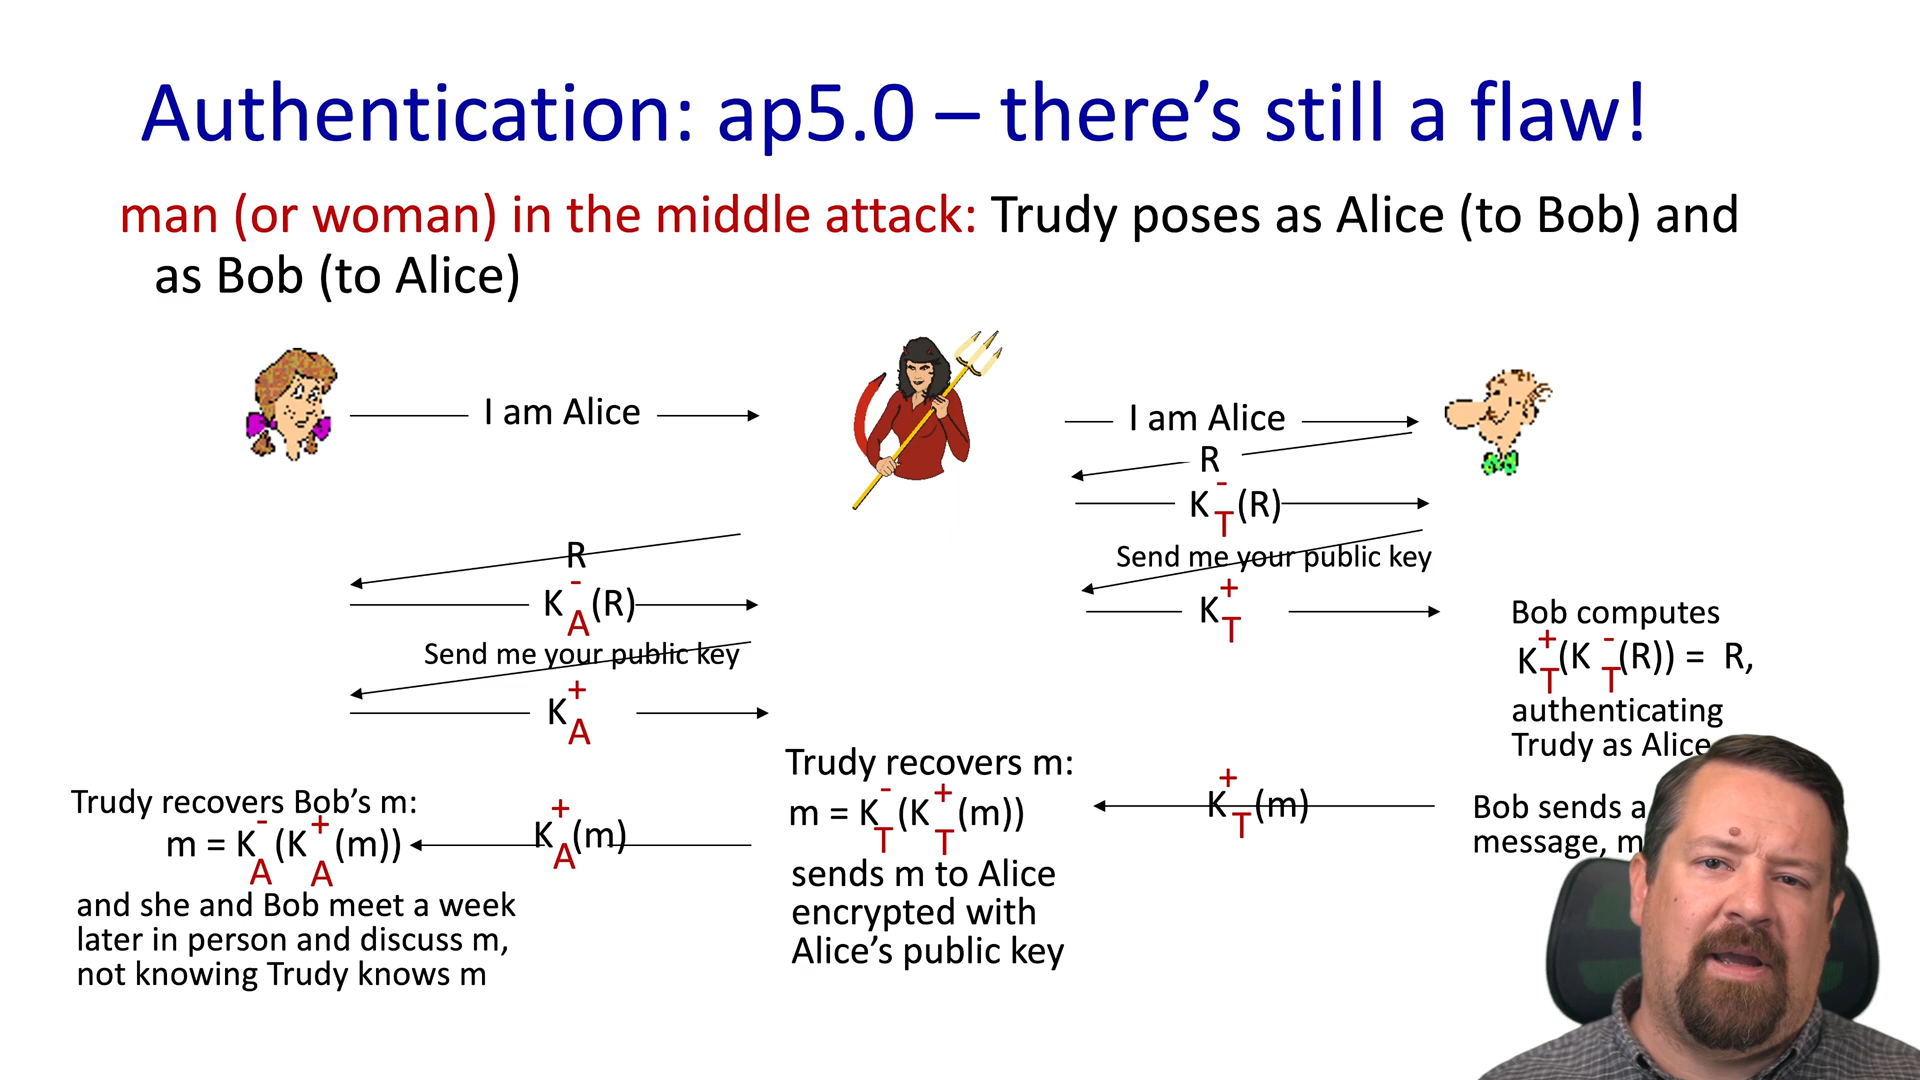 Authentication: ap5.0 – there's still a flaw!
man (or woman) in the middle attack: Trudy poses as Alice (to Bob) and
as Bob (to Alice)
I am Alice
I am Alice
R
K-T(R)
Send me your public key
K+T
R
K-A(R)
Send me your public key
K+A
Bob computes
K+T(K-T(R)) = R,
authenticating
Trudy as Alice
Bob sends a
message, m
K+T(m)
Trudy recovers m:
m = K-T(K+T(m))
sends m to Alice
encrypted with
Alice's public key
K+A(m)
Trudy recovers Bob's m:
m = K-A(K+A(m))
and she and Bob meet a week
later in person and discuss m,
not knowing Trudy knows m